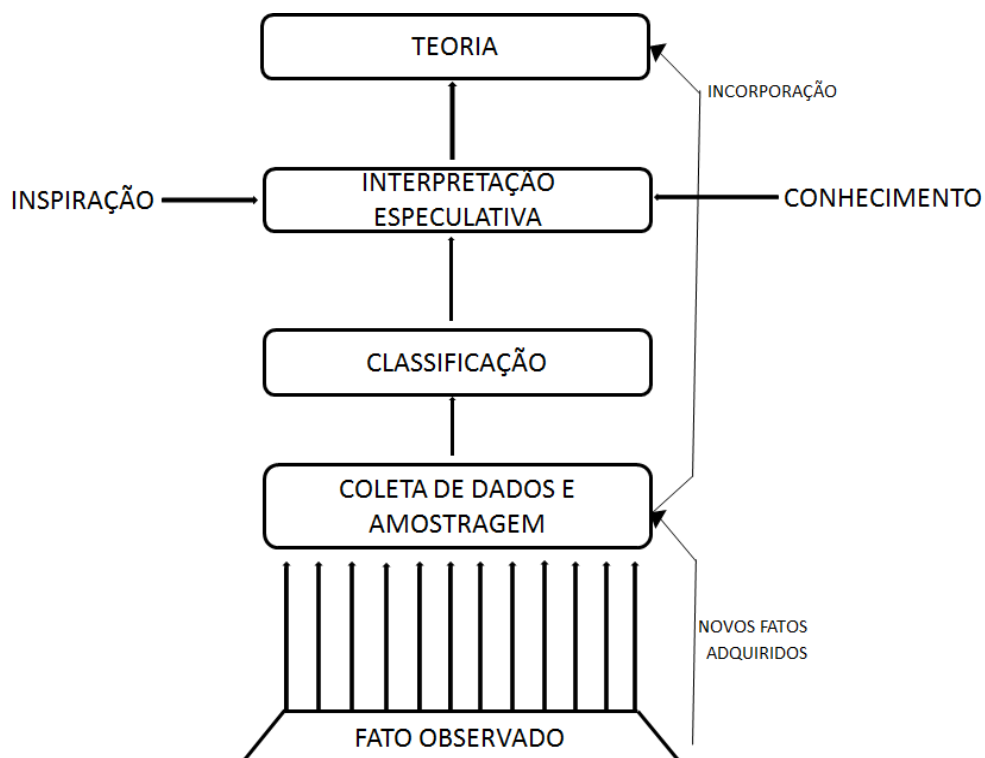 TEORIA
INCORPORAÇÃO
INSPIRAÇÃO
INTERPRETAÇÃO
ESPECULATIVA
CONHECIMENTO
CLASSIFICAÇÃO
COLETA DE DADOS E
AMOSTRAGEM
NOVOS FATOS
ADQUIRIDOS
FATO OBSERVADO